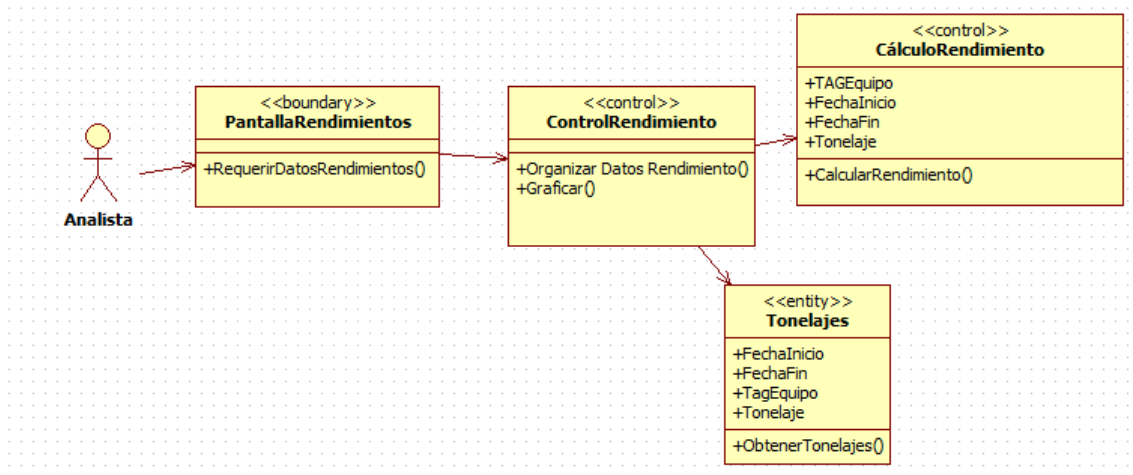 Analista
<<boundary>>
PantallaRendimientos
+RequerirDatosRendimientos()
<<control>>
ControlRendimiento
+Organizar Datos Rendimiento()
+Graficar()
<<control>>
CálculoRendimiento
+TAGEquipo
+FechaInicio
+FechaFin
+Tonelaje
+CalcularRendimiento()
<<entity>>
Tonelajes
+FechaInicio
+FechaFin
+TagEquipo
+Tonelaje
+ObtenerTonelajes()